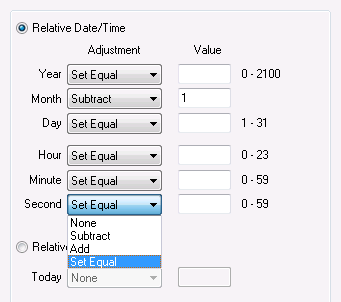 Relative Date/Time
Adjustment Value
Year Set Equal 0 - 2100
Month Subtract 1
Day Set Equal 1 - 31
Hour Set Equal 0 - 23
Minute Set Equal 0 - 59
Second Set Equal 0 - 59
None
Subtract
Relative Add
Set Equal
Today None